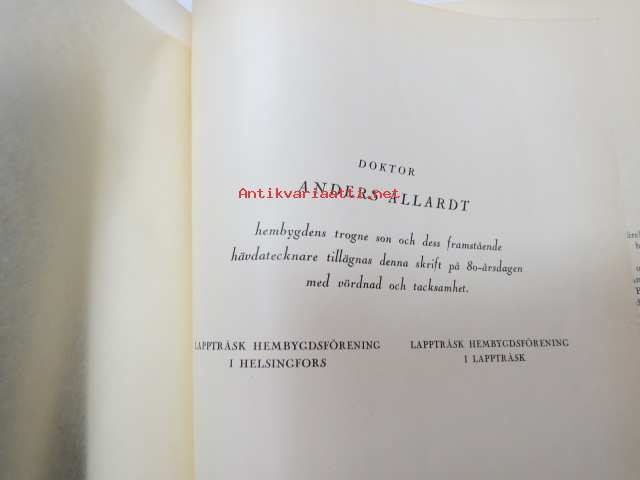 DOKTOR
ANDERS ALLARDT
Antikvariaatti.net
hembygdens trogne son och dess framstående
hävdatecknare tillägnas denna skrift på 80-årsdagen
med vördnad och tacksamhet.
LAPPTRÄSK HEMBYGDSFÖRENING
I HELSINGFORS
LAPPTRÄSK HEMBYGDSFÖRENING
I LAPPTRÄSK